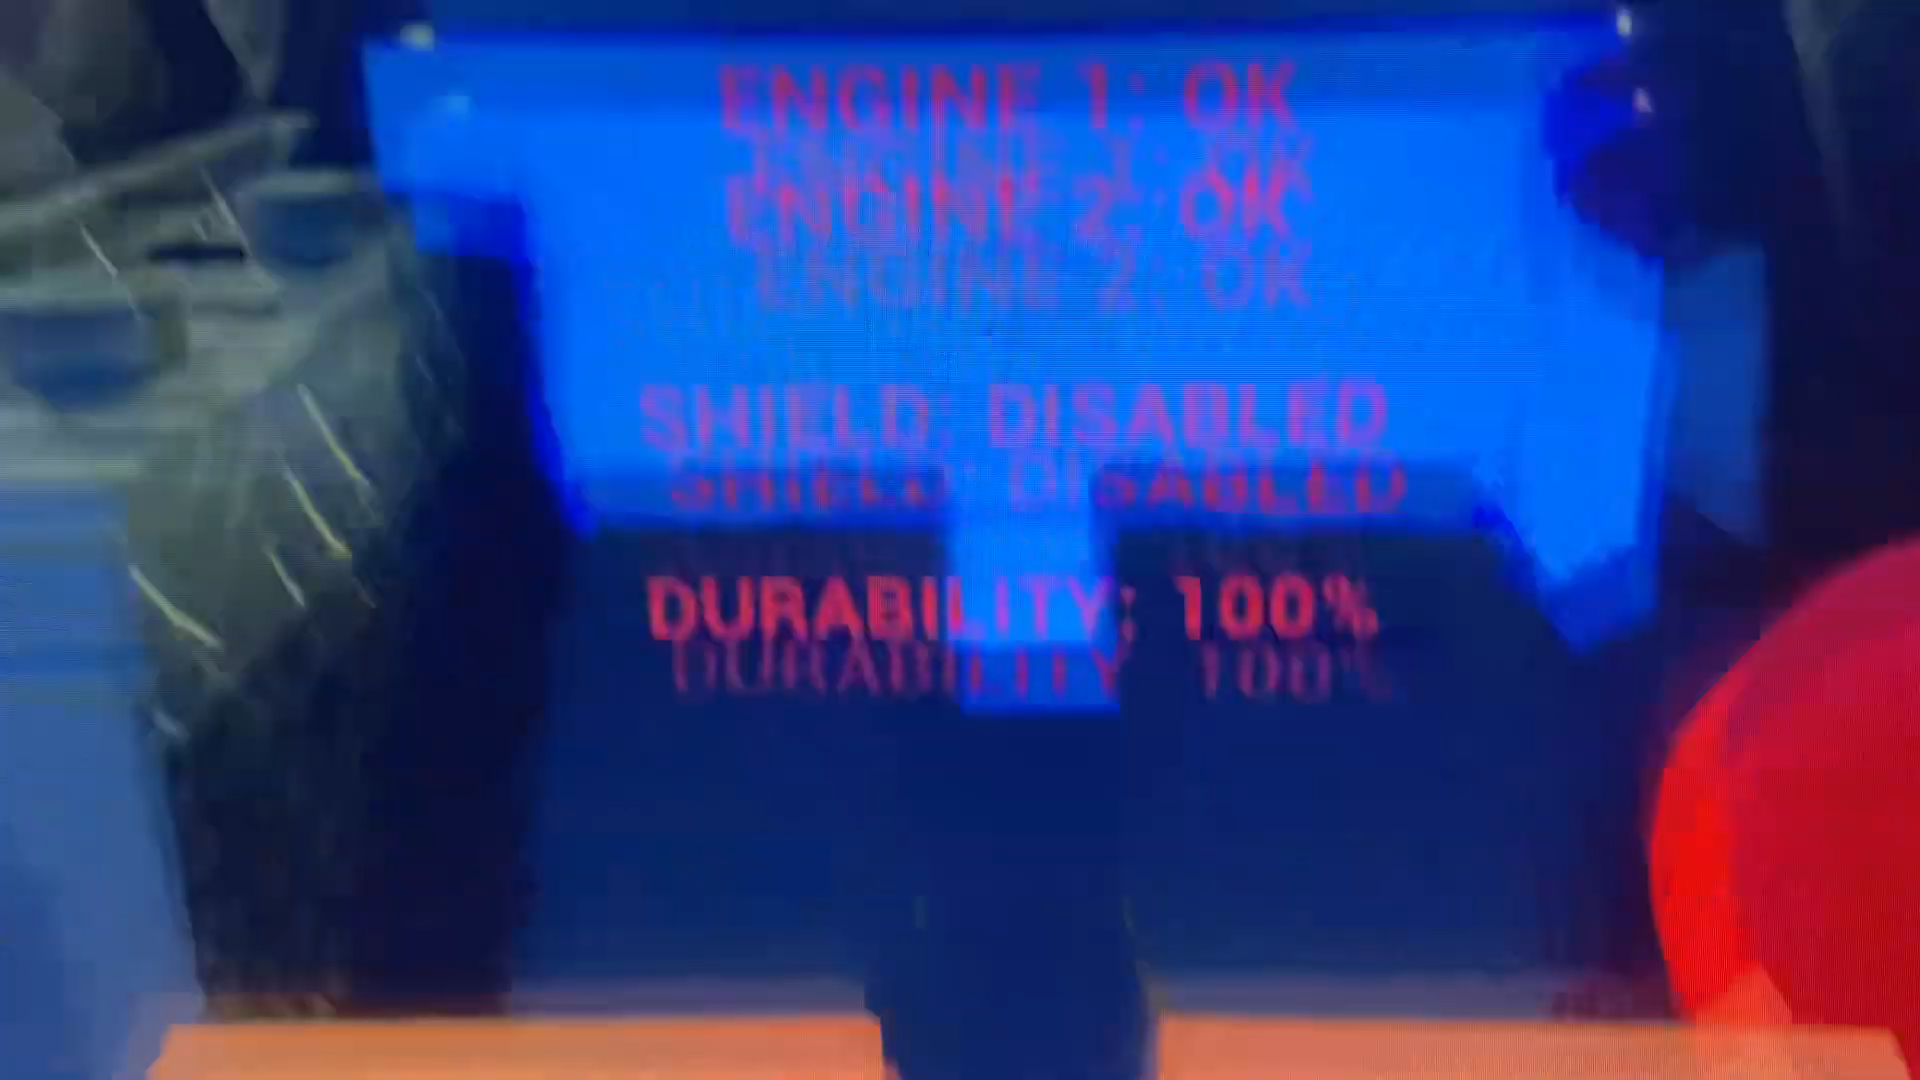 ENGINE 1: OK
ENGINE 2: OK
SHIELD: DISABLED
DURABILITY: 100%